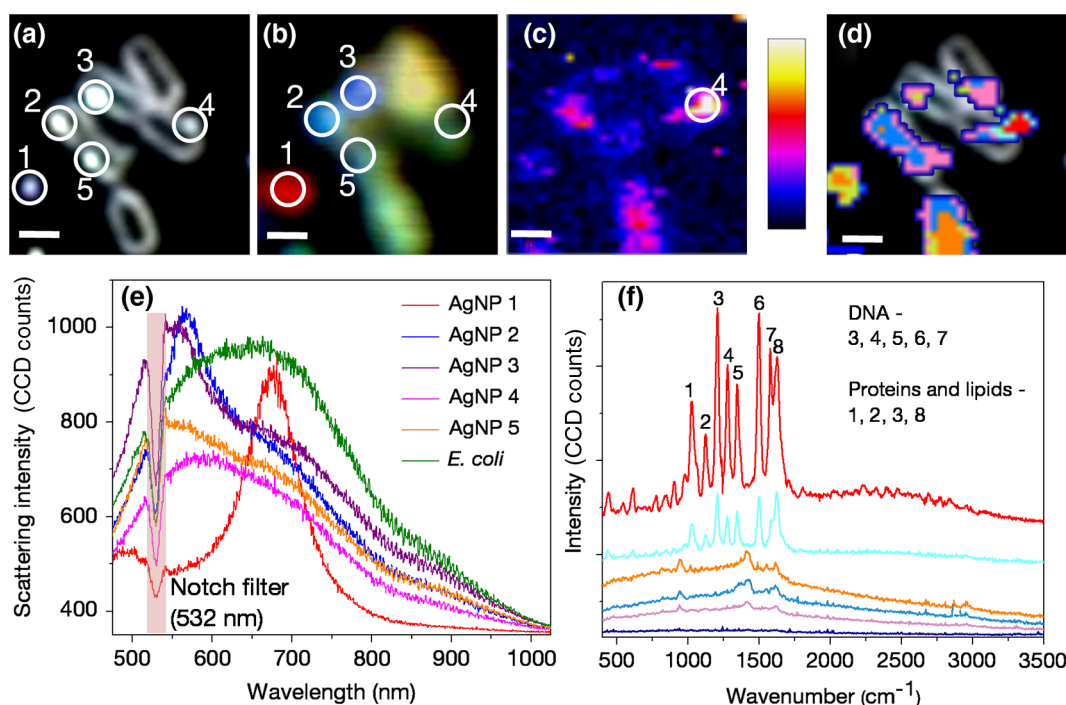 (a)
3
2
4
1
5
(b)
3
2
4
1
5
(c)
4
(d)
(e)
Scattering intensity (CCD counts)
1000
800
600
400
AgNP 1
AgNP 2
AgNP 3
AgNP 4
AgNP 5
E. coli
Notch filter
(532 nm)
500 600 700 800 900 1000
Wavelength (nm)
(f)
Intensity (CCD counts)
1
2
3
4
5
6
7
8
DNA -
3, 4, 5, 6, 7
Proteins and lipids -
1, 2, 3, 8
500 1000 1500 2000 2500 3000 3500
Wavenumber (cm⁻¹)